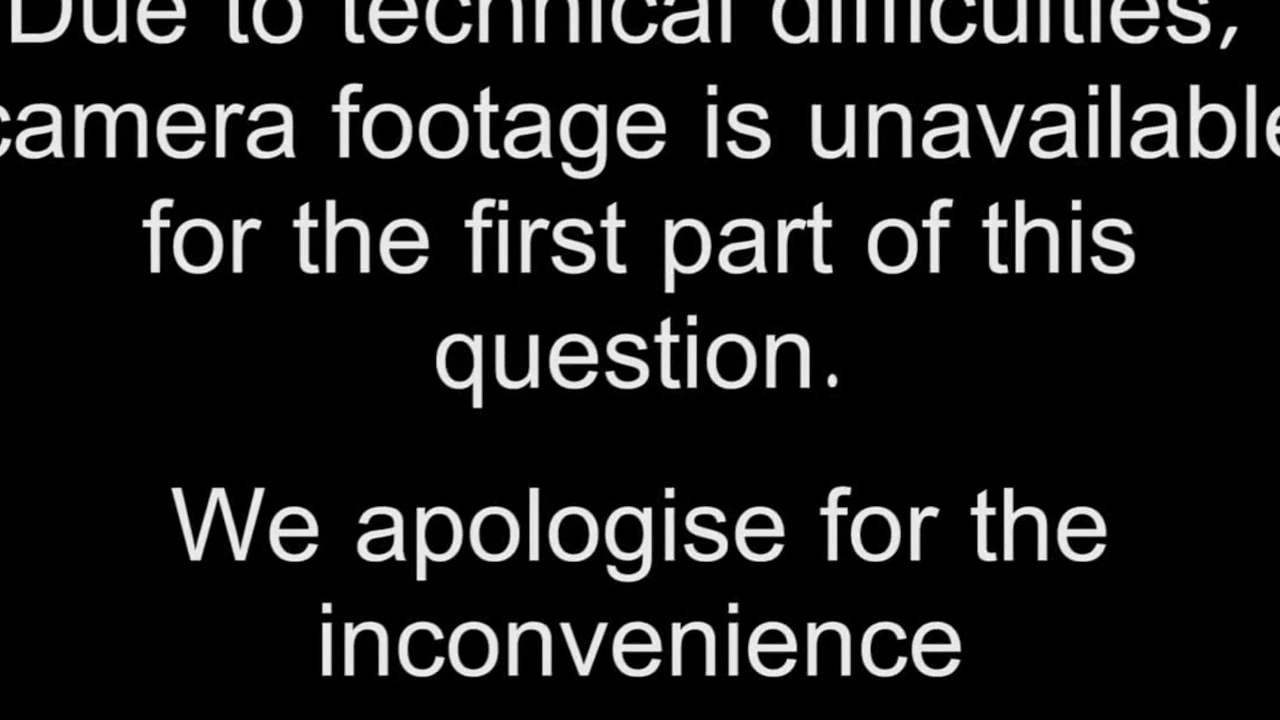 Due to technical difficulties,
camera footage is unavailable
for the first part of this
question.
We apologise for the
inconvenience